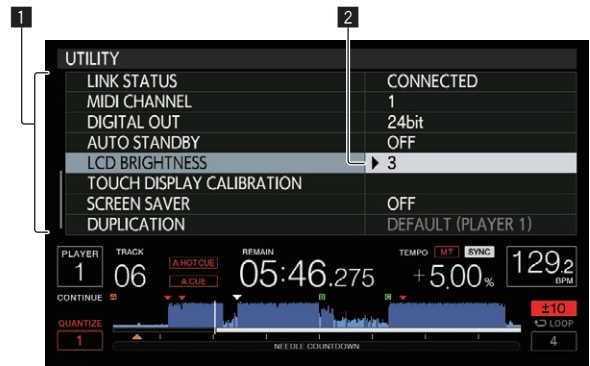 1 2
UTILITY
LINK STATUS CONNECTED
MIDI CHANNEL 1
DIGITAL OUT 24bit
AUTO STANDBY OFF
LCD BRIGHTNESS 3
TOUCH DISPLAY CALIBRATION
SCREEN SAVER OFF
DUPLICATION DEFAULT (PLAYER 1)
PLAYER TRACK REMAIN TEMPO MT SYNC
1 06 A.HOT CUE A.CUE 05:46.275 +5.00% 129.2 BPM
CONTINUE A B C ±10
QUANTIZE LOOP
1 NEEDLE COUNTDOWN 4